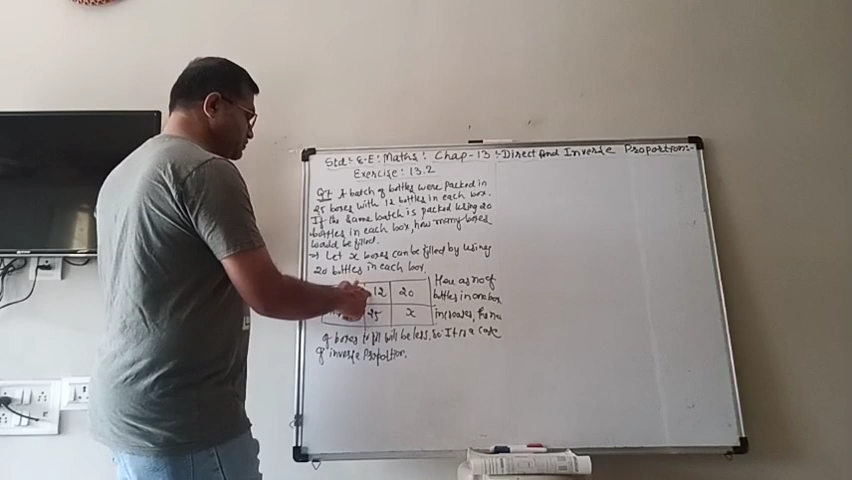 Std: 8-E: Maths: Chap-13: Direct And Inverse Proportion:-
Exercise: 13.2
Q7 A batch of bottles were packed in
25 boxes with 12 bottles in each box.
If the same batch is packed using 20
bottles in each box, how many boxes
would be filled.
⇒ Let x boxes can be filled by using
20 bottles in each box.
12 20 Here as no of
bottles in one box
25 x increases, the no
of boxes to fill will be less, so It is a case
of inverse Proportion.